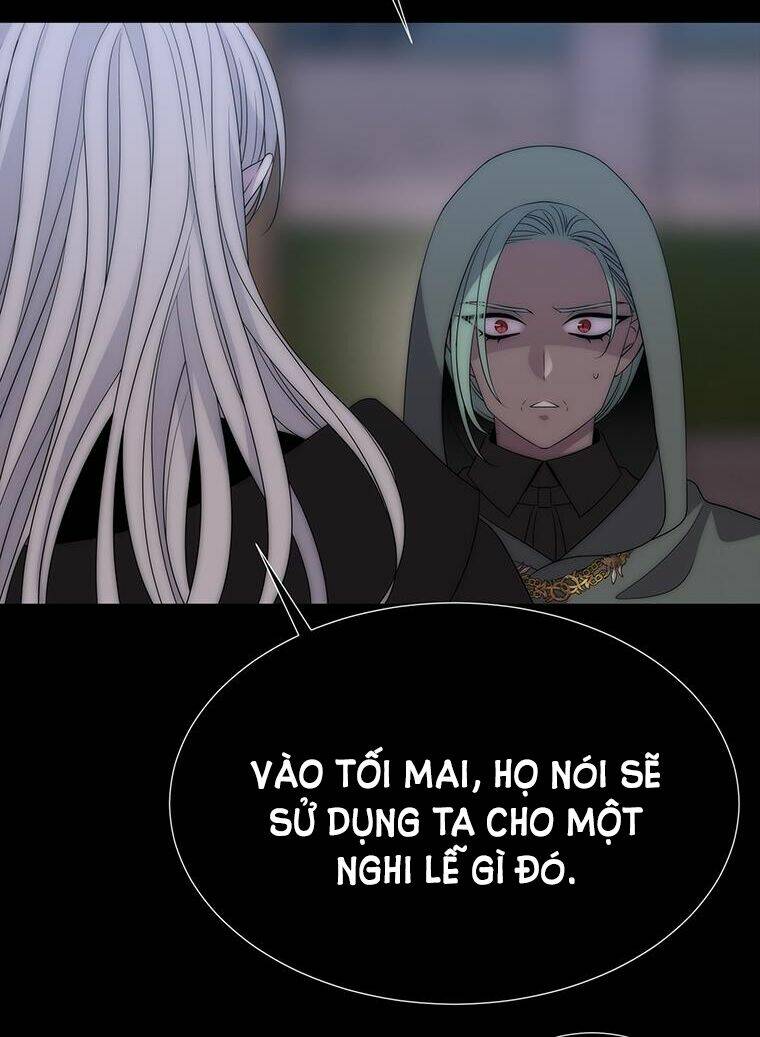 VÀO TỐI MAI, HỌ NÓI SẼ
SỬ DỤNG TA CHO MỘT
NGHI LỄ GÌ ĐÓ.